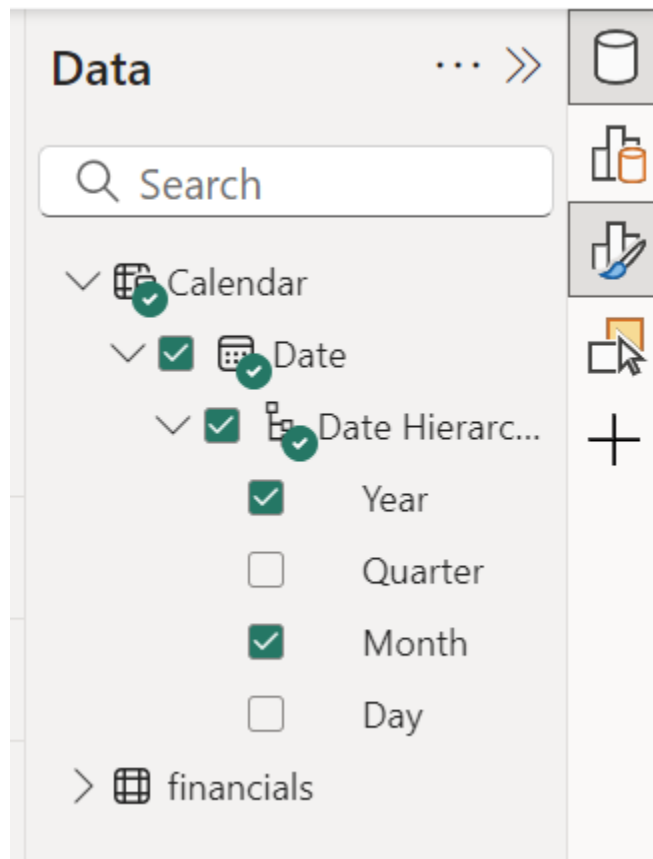 Data
Search
Calendar
Date
Date Hierarc...
Year
Quarter
Month
Day
financials